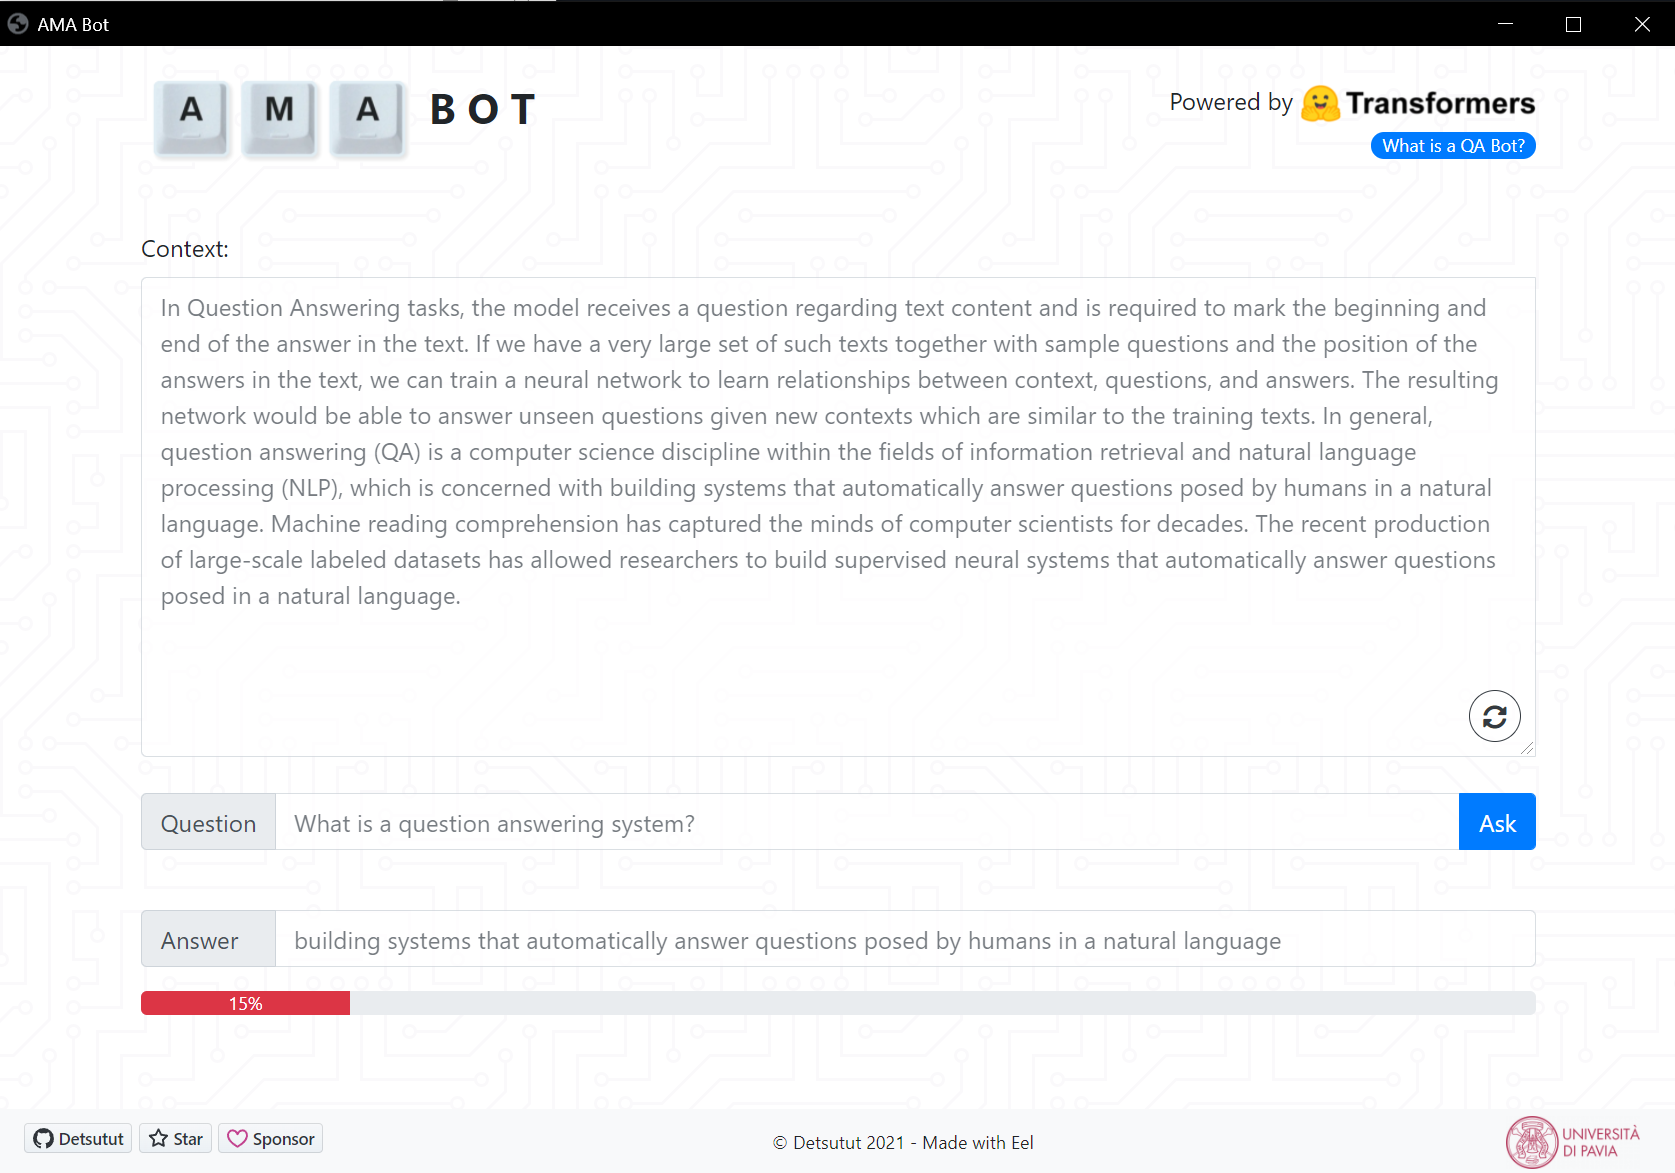 AMA Bot
A M A BOT
Powered by Transformers
What is a QA Bot?
Context:
In Question Answering tasks, the model receives a question regarding text content and is required to mark the beginning and
end of the answer in the text. If we have a very large set of such texts together with sample questions and the position of the
answers in the text, we can train a neural network to learn relationships between context, questions, and answers. The resulting
network would be able to answer unseen questions given new contexts which are similar to the training texts. In general,
question answering (QA) is a computer science discipline within the fields of information retrieval and natural language
processing (NLP), which is concerned with building systems that automatically answer questions posed by humans in a natural
language. Machine reading comprehension has captured the minds of computer scientists for decades. The recent production
of large-scale labeled datasets has allowed researchers to build supervised neural systems that automatically answer questions
posed in a natural language.
Question What is a question answering system? Ask
Answer building systems that automatically answer questions posed by humans in a natural language
15%
Detsutut Star Sponsor
© Detsutut 2021 - Made with Eel
UNIVERSITÀ
DI PAVIA